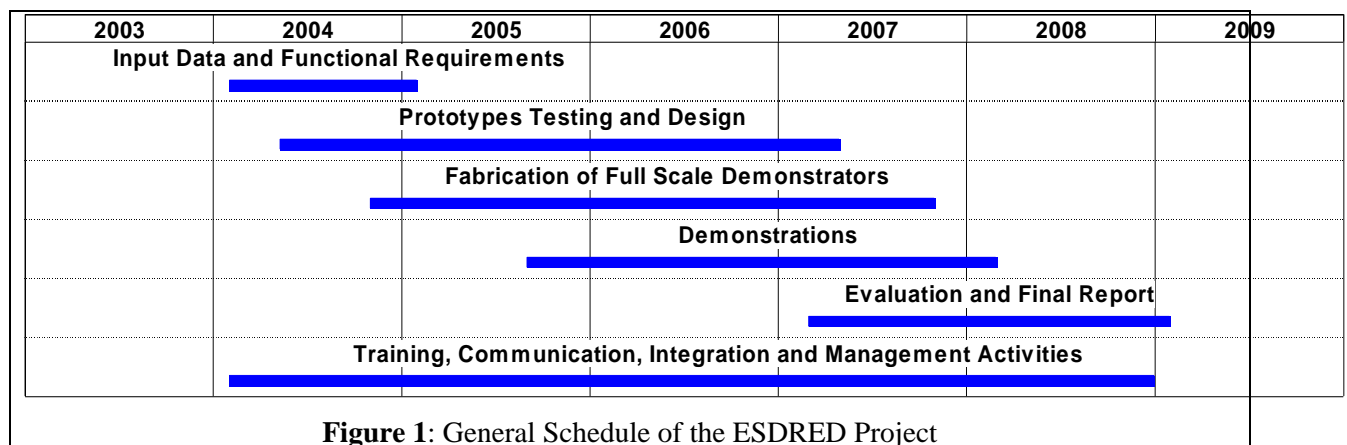 2003 2004 2005 2006 2007 2008 2009
Input Data and Functional Requirements
Prototypes Testing and Design
Fabrication of Full Scale Demonstrators
Demonstrations
Evaluation and Final Report
Training, Communication, Integration and Management Activities
Figure 1: General Schedule of the ESDRED Project